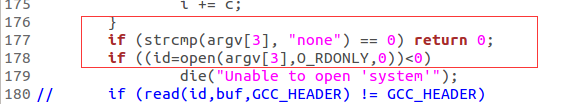 175 i += c;
176 }
177 if (strcmp(argv[3], "none") == 0) return 0;
178 if ((id=open(argv[3],O_RDONLY,0))<0)
179 die("Unable to open 'system'");
180 // if (read(id,buf,GCC_HEADER) != GCC_HEADER)